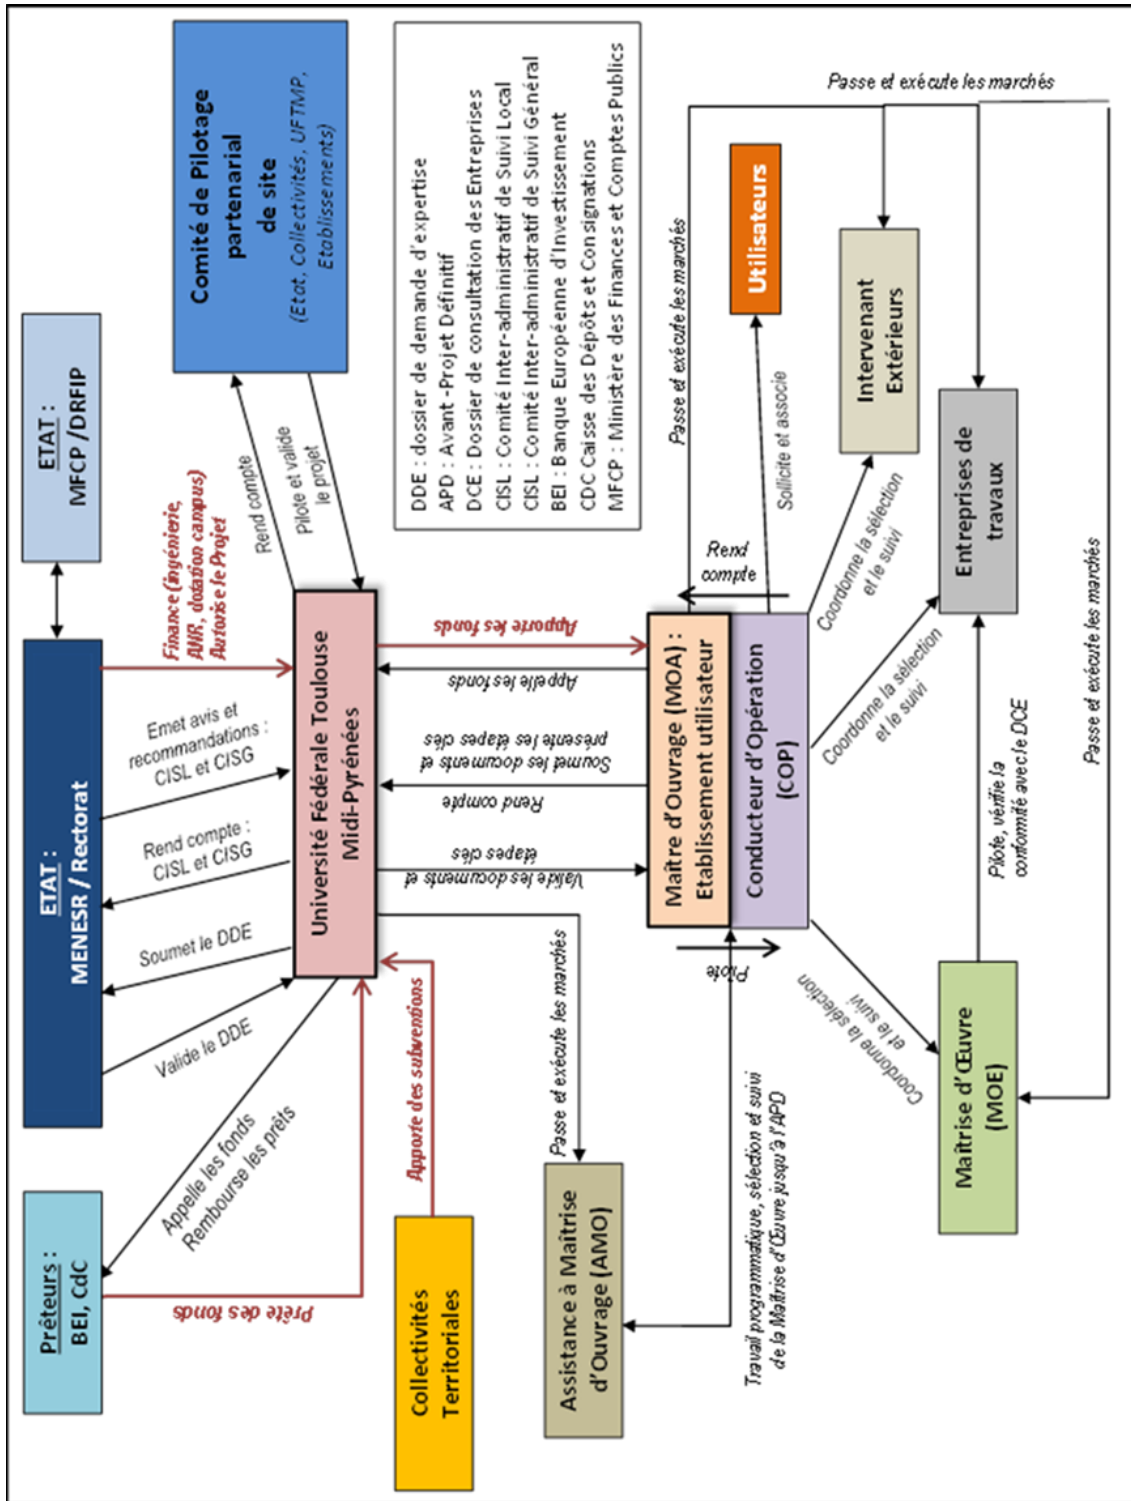 Prêteurs :
BEI, CdC
ETAT :
MENESR / Rectorat
ETAT :
MFCP /DRFIP
Prête des fonds
Appelle les fonds
Rembourse les prêts
Valide le DDE
Soumet le DDE
Rend compte :
CISL et CISG
Emet avis et
recommandations :
CISL et CISG
Finance (ingénierie,
AMR, dotation campus)
Autorise le Projet
Rend compte
Pilote et valide
le projet
Comité de Pilotage
partenarial
de site
(Etat, Collectivités, UFTMP,
Etablissements)
Université Fédérale Toulouse
Midi-Pyrénées
Collectivités
Territoriales
Apporte des subventions
Passe et exécute les marchés
Valide les documents et
étapes clés
Rend compte
Soumet les documents et
présente les étapes clés
Appelle les fonds
Apporte les fonds
DDE : dossier de demande d'expertise
APD : Avant -Projet Définitif
DCE : Dossier de consultation des Entreprises
CISL : Comité Inter-administratif de Suivi Local
CISL : Comité Inter-administratif de Suivi Général
BEI : Banque Européenne d'Investissement
CDC Caisse des Dépôts et Consignations
MFCP : Ministère des Finances et Comptes Publics
Assistance à Maîtrise
d'Ouvrage (AMO)
Maître d'Ouvrage (MOA) :
Etablissement utilisateur
Conducteur d'Opération
(COP)
Pilote
Rend
compte
Passe et exécute les marchés
Utilisateurs
Sollicite et associe
Travail programmatique, sélection et suivi
de la Maîtrise d'Œuvre jusqu'à l'APD
Coordonne la sélection
et le suivi
Coordonne la sélection
et le suivi
Coordonne la sélection
et le suivi
Intervenant
Extérieurs
Passe et exécute les marchés
Maîtrise d'Œuvre
(MOE)
Pilote, vérifie la
conformité avec le DCE
Entreprises de
travaux
Passe et exécute les marchés